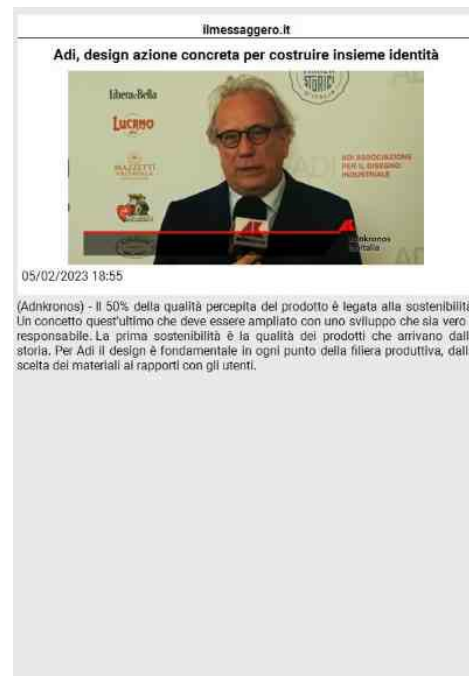 ilmessaggero.it
Adi, design azione concreta per costruire insieme identità
STORICI
D'ITALIA
Libera&Bella
LUCANO
MAZZETTI
ADI ASSOCIAZIONE
PER IL DISEGNO
INDUSTRIALE
Adnkronos
05/02/2023 18:55
(Adnkronos) - Il 50% della qualità percepita del prodotto è legata alla sostenibilità
Un concetto quest'ultimo che deve essere ampliato con uno sviluppo che sia vero
responsabile. La prima sostenibilità è la qualità dei prodotti che arrivano dall
storia. Per Adi il design è fondamentale in ogni punto della filiera produttiva, dall
scelta dei materiali ai rapporti con gli utenti.